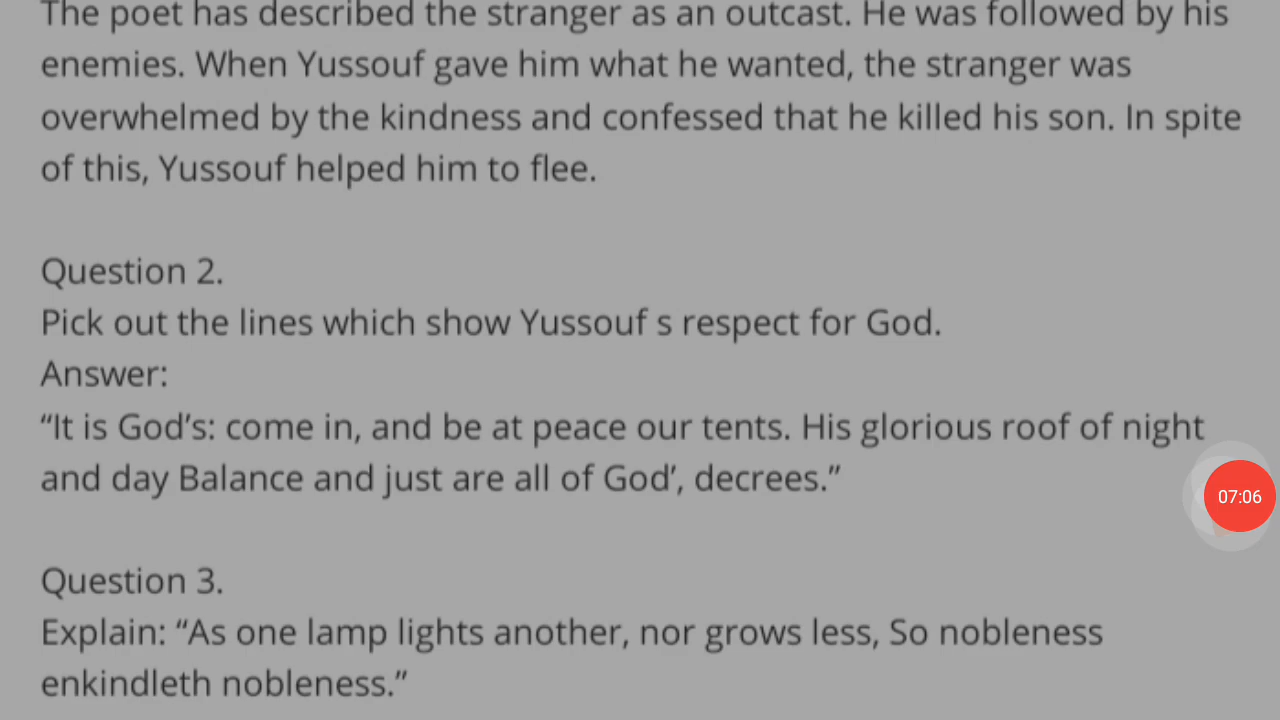 The poet has described the stranger as an outcast. He was followed by his
enemies. When Yussouf gave him what he wanted, the stranger was
overwhelmed by the kindness and confessed that he killed his son. In spite
of this, Yussouf helped him to flee.
Question 2.
Pick out the lines which show Yussouf s respect for God.
Answer:
“It is God’s: come in, and be at peace our tents. His glorious roof of night
and day Balance and just are all of God’, decrees.”
07:06
Question 3.
Explain: “As one lamp lights another, nor grows less, So nobleness
enkindleth nobleness.”